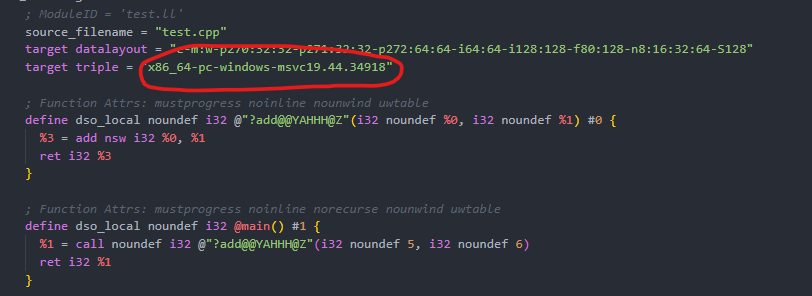 ; ModuleID = 'test.ll'
source_filename = "test.cpp"
target datalayout = "e-m:w-p270:32:32-p271:32:32-p272:64:64-i64:64-i128:128-f80:128-n8:16:32:64-S128"
target triple = "x86_64-pc-windows-msvc19.44.34918"
; Function Attrs: mustprogress noinline nounwind uwtable
define dso_local noundef i32 @"?add@@YAHHH@Z"(i32 noundef %0, i32 noundef %1) #0 {
%3 = add nsw i32 %0, %1
ret i32 %3
}
; Function Attrs: mustprogress noinline norecurse nounwind uwtable
define dso_local noundef i32 @main() #1 {
%1 = call noundef i32 @"?add@@YAHHH@Z"(i32 noundef 5, i32 noundef 6)
ret i32 %1
}